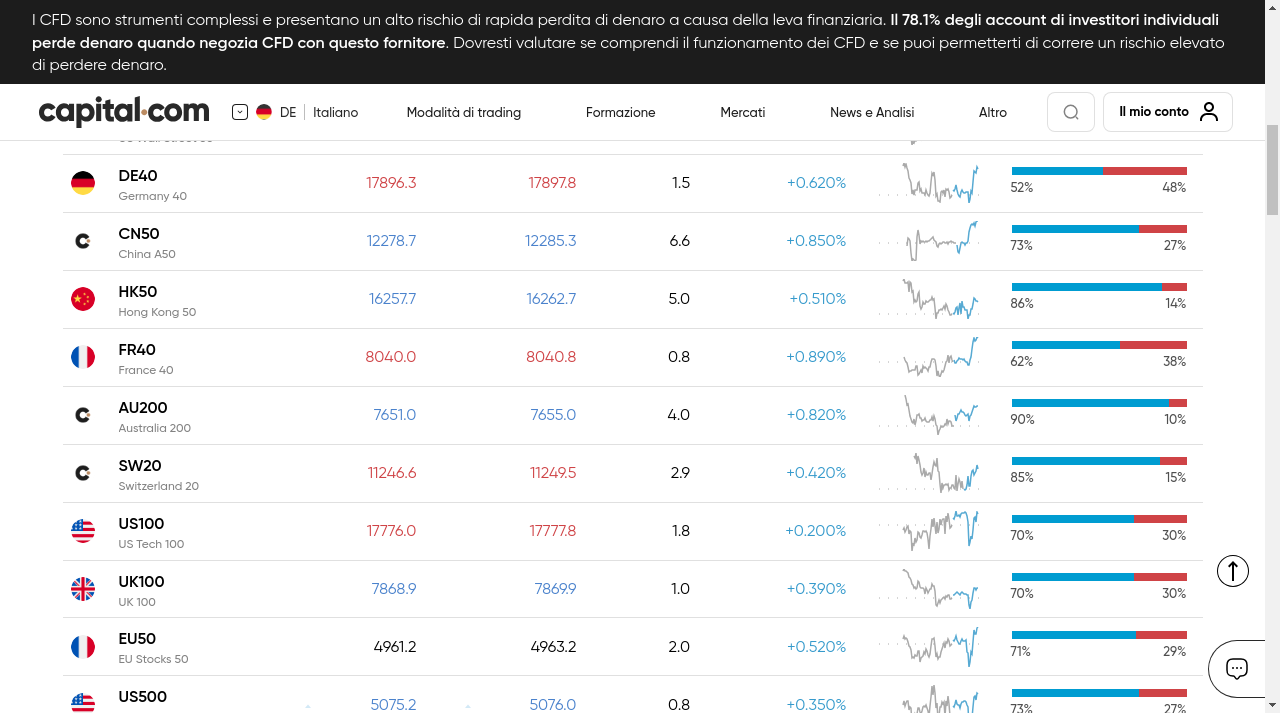 I CFD sono strumenti complessi e presentano un alto rischio di rapida perdita di denaro a causa della leva finanziaria. Il 78.1% degli account di investitori individuali
perde denaro quando negozia CFD con questo fornitore. Dovresti valutare se comprendi il funzionamento dei CFD e se puoi permetterti di correre un rischio elevato
di perdere denaro.
capital.com DE Italiano Modalità di trading Formazione Mercati News e Analisi Altro Il mio conto
DE40 17896.3 17897.8 1.5 +0.620%
Germany 40 52% 48%
CN50 12278.7 12285.3 6.6 +0.850%
China A50 73% 27%
HK50 16257.7 16262.7 5.0 +0.510%
Hong Kong 50 86% 14%
FR40 8040.0 8040.8 0.8 +0.890%
France 40 62% 38%
AU200 7651.0 7655.0 4.0 +0.820%
Australia 200 90% 10%
SW20 11246.6 11249.5 2.9 +0.420%
Switzerland 20 85% 15%
US100 17776.0 17777.8 1.8 +0.200%
US Tech 100 70% 30%
UK100 7868.9 7869.9 1.0 +0.390%
UK 100 70% 30%
EU50 4961.2 4963.2 2.0 +0.520%
EU Stocks 50 71% 29%
US500 5075.2 5076.0 0.8 +0.350%
73% 27%